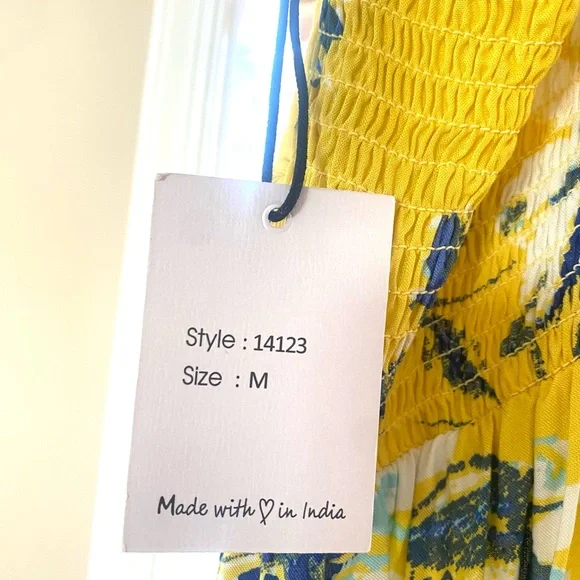 Style : 14123
Size : M
Made with ♡ in India